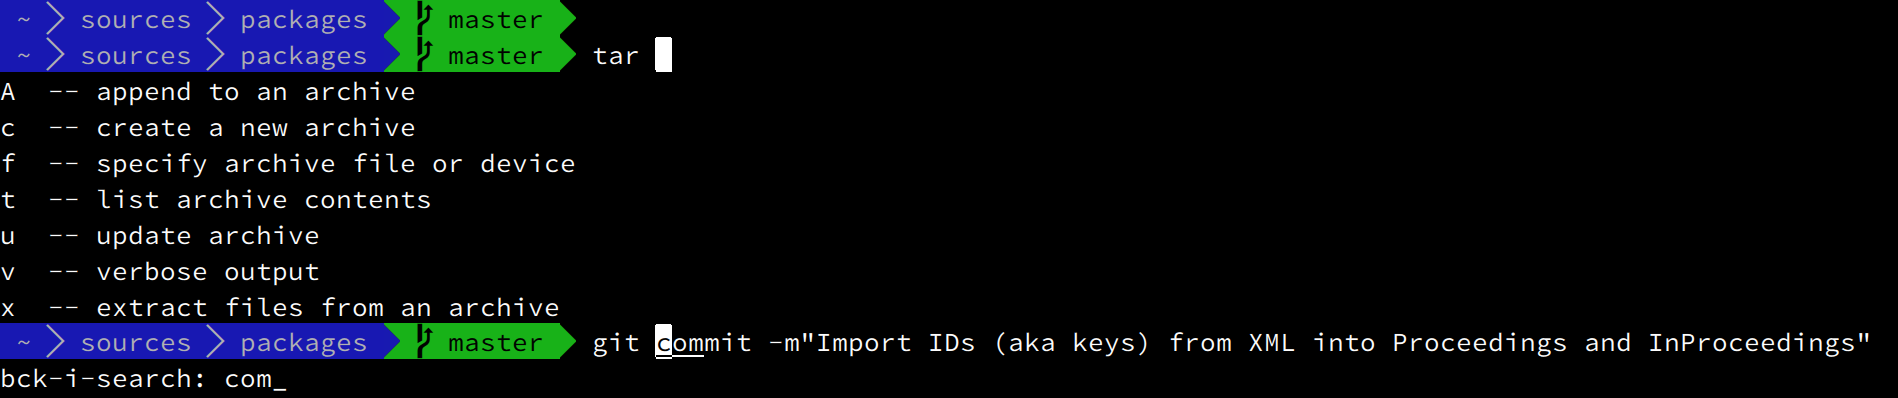 ~ sources packages master
~ sources packages master tar
A -- append to an archive
c -- create a new archive
f -- specify archive file or device
t -- list archive contents
u -- update archive
v -- verbose output
x -- extract files from an archive
~ sources packages master git commit -m"Import IDs (aka keys) from XML into Proceedings and InProceedings"
bck-i-search: com_